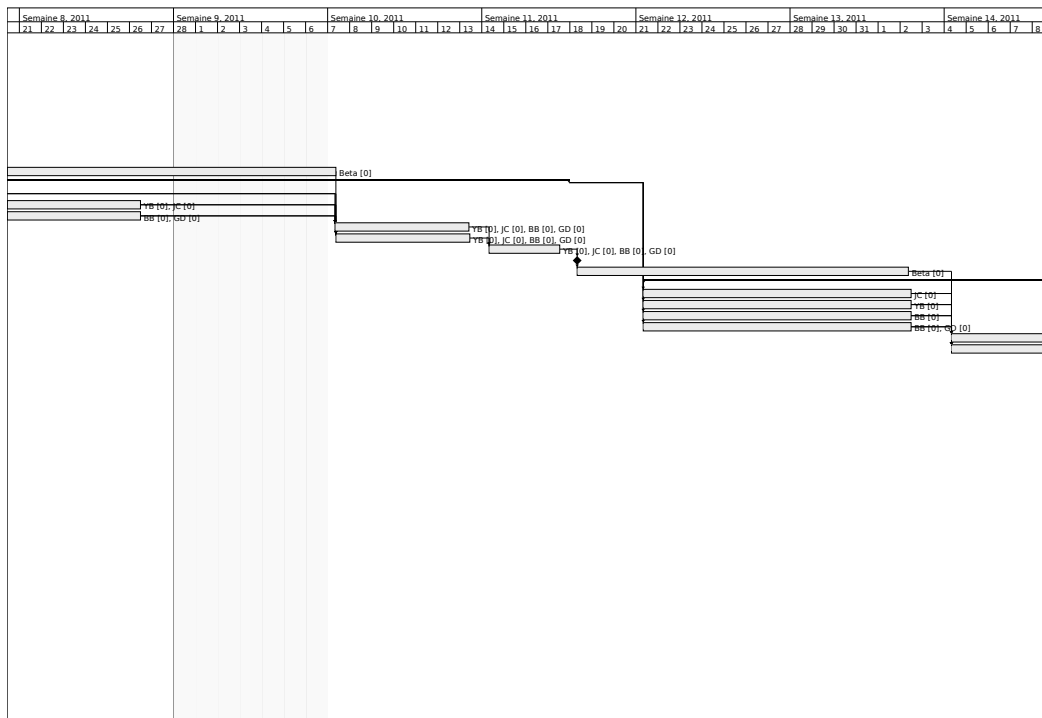 Semaine 8, 2011 Semaine 9, 2011 Semaine 10, 2011 Semaine 11, 2011 Semaine 12, 2011 Semaine 13, 2011 Semaine 14, 2011
21 22 23 24 25 26 27 28 1 2 3 4 5 6 7 8 9 10 11 12 13 14 15 16 17 18 19 20 21 22 23 24 25 26 27 28 29 30 31 1 2 3 4 5 6 7 8
Beta [0]
YB [0], JC [0]
BB [0], GD [0]
YB [0], JC [0], BB [0], GD [0]
YB [0], JC [0], BB [0], GD [0]
YB [0], JC [0], BB [0], GD [0]
Beta [0]
JC [0]
YB [0]
BB [0]
BB [0], GD [0]